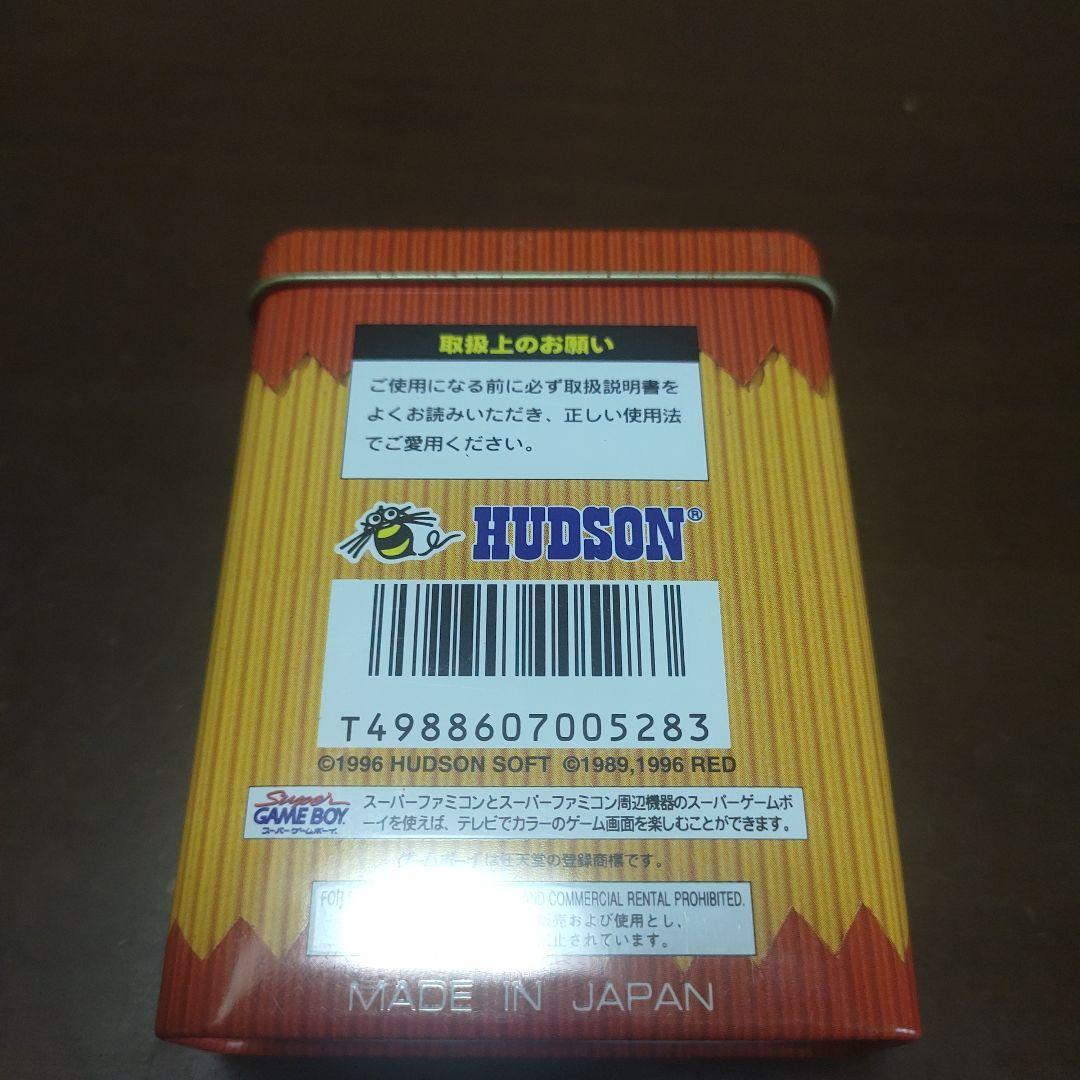 取扱上のお願い
ご使用になる前に必ず取扱説明書を
よくお読みいただき、正しい使用法
でご愛用ください。
HUDSON®
T4988607005283
©1996 HUDSON SOFT ©1989,1996 RED
Super
GAME BOY
スーパーゲームボーイ
スーパーファミコンとスーパーファミコン周辺機器のスーパーゲームボ
ーイを使えば、テレビでカラーのゲーム画面を楽しむことができます。
ゲームボーイは任天堂の登録商標です。
FOR COMMERCIAL RENTAL PROHIBITED.
および使用とし、
されています。
MADE IN JAPAN